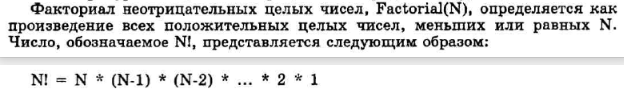 Факториал неотрицательных целых чисел, Factorial(N), определяется как
произведение всех положительных целых чисел, меньших или равных N.
Число, обозначаемое N!, представляется следующим образом:
N! = N * (N-1) * (N-2) * ... * 2 * 1